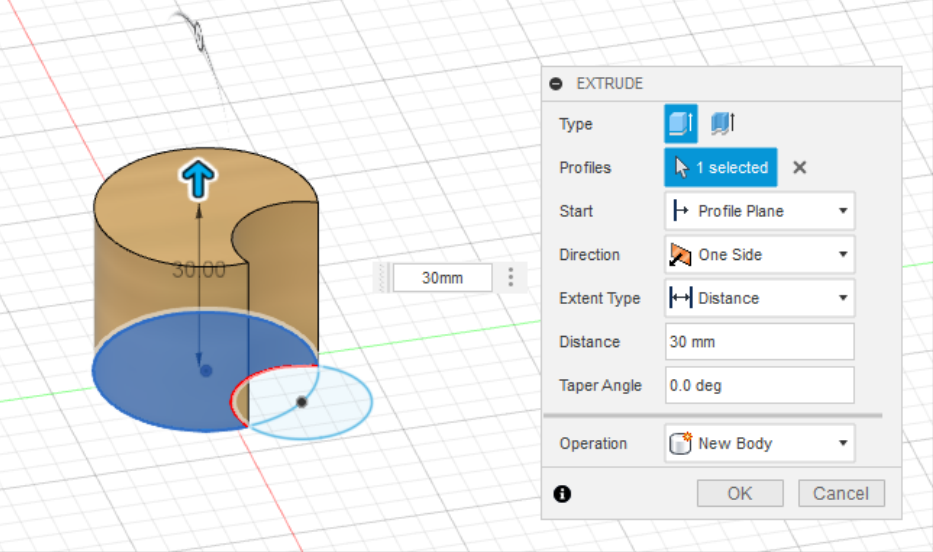 EXTRUDE
Type
Profiles 1 selected
Start Profile Plane
Direction One Side
Extent Type Distance
Distance 30 mm
Taper Angle 0.0 deg
Operation New Body
OK Cancel
30.00
30mm